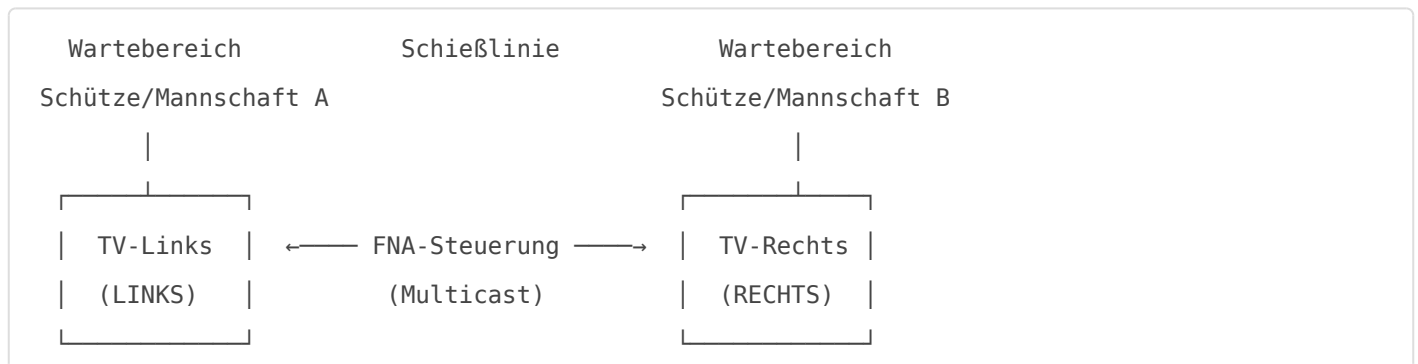 Wartebereich Schießlinie Wartebereich
Schütze/Mannschaft A Schütze/Mannschaft B
TV-Links ←──── FNA-Steuerung ────→ TV-Rechts
(LINKS) (Multicast) (RECHTS)